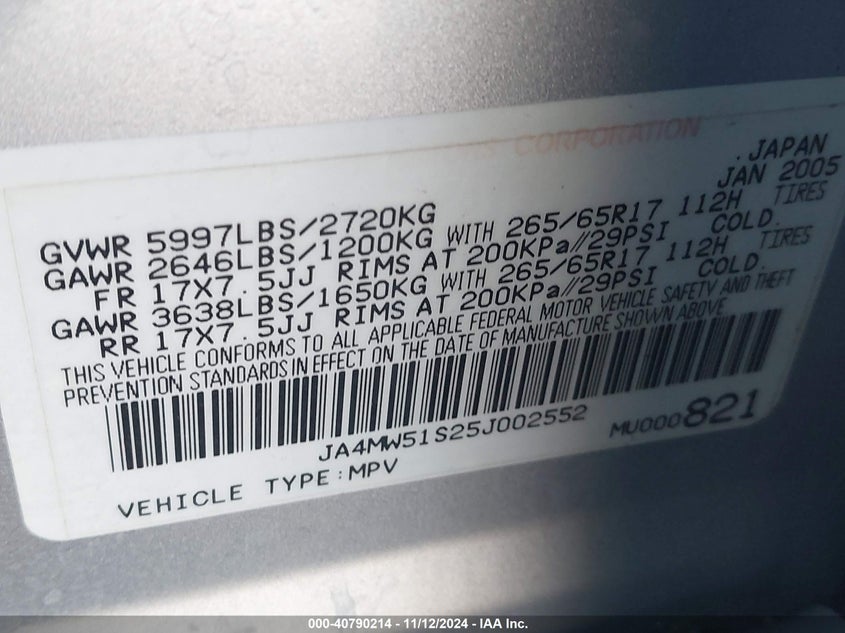 CORPORATION
JAPAN
JAN 2005
GVWR 5997LBS/2720KG
GAWR 2646LBS/1200KG WITH 265/65R17 112H TIRES
FR 17X7.5JJ RIMS AT 200KPa//29PSI COLD.
GAWR 3638LBS/1650KG WITH 265/65R17 112H TIRES
RR 17X7.5JJ RIMS AT 200KPa//29PSI COLD.
THIS VEHICLE CONFORMS TO ALL APPLICABLE FEDERAL MOTOR VEHICLE SAFETY AND THEFT
PREVENTION STANDARDS IN EFFECT ON THE DATE OF MANUFACTURE SHOWN ABOVE.
JA4MW51S25J002552 MU000821
VEHICLE TYPE:MPV
000-40790214 - 11/12/2024 - IAA Inc.